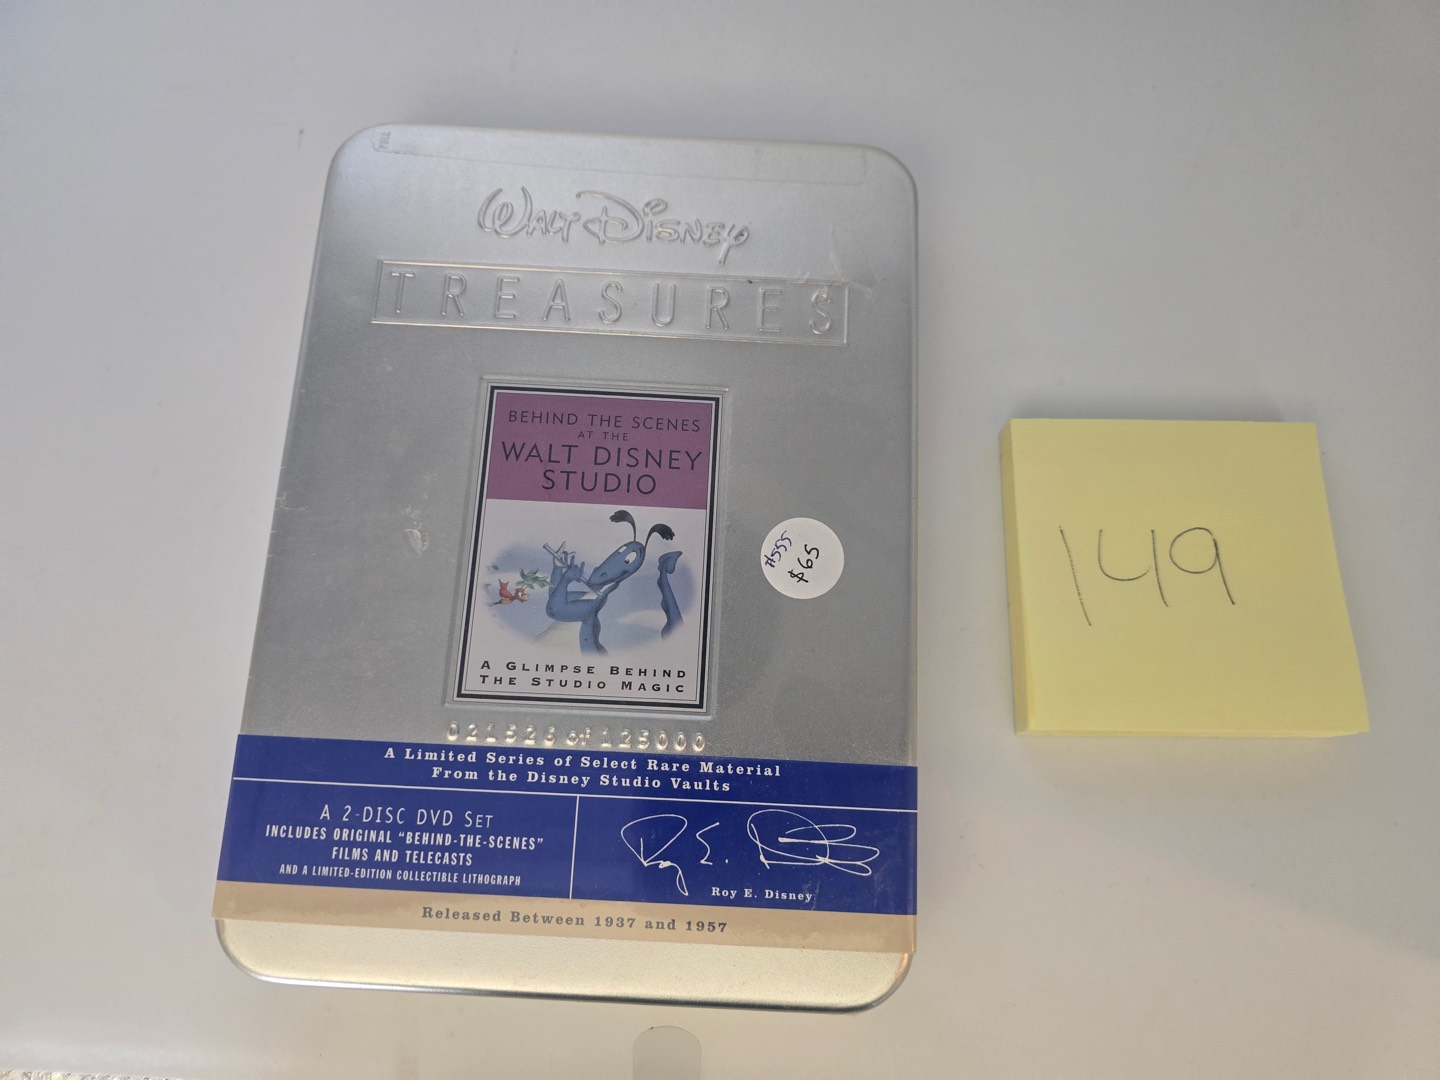 WALT DISNEY
TREASURES
BEHIND THE SCENES
AT THE
WALT DISNEY
STUDIO
A GLIMPSE BEHIND
THE STUDIO MAGIC
#555
$65
149
021526 of 125000
A Limited Series of Select Rare Material
From the Disney Studio Vaults
A 2-DISC DVD SET
INCLUDES ORIGINAL "BEHIND-THE-SCENES"
FILMS AND TELECASTS
AND A LIMITED-EDITION COLLECTIBLE LITHOGRAPH
Roy E. Disney
Roy E. Disney
Released Between 1937 and 1957